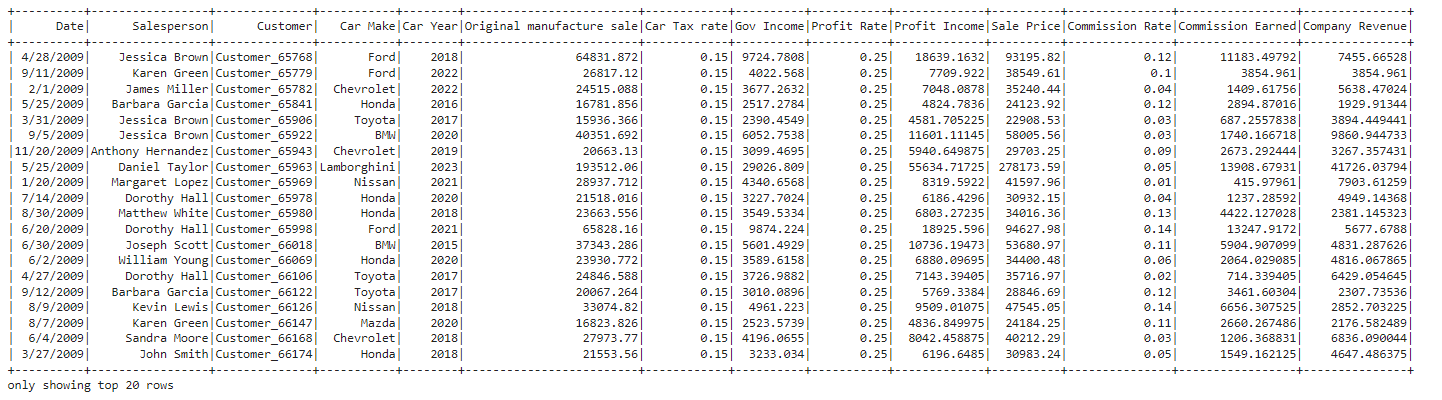 +----------+-----------------+--------------+-----------+--------+-------------------------+------------+----------+-----------+-------------+----------+---------------+-----------------+---------------+
|      Date|      Salesperson|      Customer|   Car Make|Car Year|Original manufacture sale|Car Tax rate|Gov Income|Profit Rate|Profit Income|Sale Price|Commission Rate|Commission Earned|Company Revenue|
+----------+-----------------+--------------+-----------+--------+-------------------------+------------+----------+-----------+-------------+----------+---------------+-----------------+---------------+
| 4/28/2009|    Jessica Brown|Customer_65768|       Ford|    2018|                64831.872|        0.15| 9724.7808|       0.25|   18639.1632|  93195.82|           0.12|      11183.49792|     7455.66528|
| 9/11/2009|      Karen Green|Customer_65779|       Ford|    2022|                 26817.12|        0.15|  4022.568|       0.25|     7709.922|  38549.61|            0.1|         3854.961|       3854.961|
|  2/1/2009|     James Miller|Customer_65782|  Chevrolet|    2022|                24515.088|        0.15| 3677.2632|       0.25|    7048.0878|  35240.44|           0.04|       1409.61756|     5638.47024|
| 5/25/2009|   Barbara Garcia|Customer_65841|      Honda|    2016|                16781.856|        0.15| 2517.2784|       0.25|    4824.7836|  24123.92|           0.12|       2894.87016|     1929.91344|
| 3/31/2009|    Jessica Brown|Customer_65906|     Toyota|    2017|                15936.366|        0.15| 2390.4549|       0.25|  4581.705225|  22908.53|           0.03|      687.2557838|    3894.449441|
|  9/5/2009|    Jessica Brown|Customer_65922|        BMW|    2020|                40351.692|        0.15| 6052.7538|       0.25|  11601.11145|  58005.56|           0.03|      1740.166718|    9860.944733|
|11/20/2009|Anthony Hernandez|Customer_65943|  Chevrolet|    2019|                 20663.13|        0.15| 3099.4695|       0.25|  5940.649875|  29703.25|           0.09|      2673.292444|    3267.357431|
| 5/25/2009|    Daniel Taylor|Customer_65963|Lamborghini|    2023|                193512.06|        0.15| 29026.809|       0.25|  55634.71725| 278173.59|           0.05|      13908.67931|    41726.03794|
| 1/20/2009|   Margaret Lopez|Customer_65969|     Nissan|    2021|                28937.712|        0.15| 4340.6568|       0.25|    8319.5922|  41597.96|           0.01|        415.97961|     7903.61259|
| 7/14/2009|     Dorothy Hall|Customer_65978|      Honda|    2020|                21518.016|        0.15| 3227.7024|       0.25|    6186.4296|  30932.15|           0.04|       1237.28592|     4949.14368|
| 8/30/2009|    Matthew White|Customer_65980|      Honda|    2018|                23663.556|        0.15| 3549.5334|       0.25|   6803.27235|  34016.36|           0.13|      4422.127028|    2381.145323|
| 6/20/2009|     Dorothy Hall|Customer_65998|       Ford|    2021|                 65828.16|        0.15|  9874.224|       0.25|    18925.596|  94627.98|           0.14|       13247.9172|      5677.6788|
| 6/30/2009|     Joseph Scott|Customer_66018|        BMW|    2015|                37343.286|        0.15| 5601.4929|       0.25|  10736.19473|  53680.97|           0.11|      5904.907099|    4831.287626|
|  6/2/2009|    William Young|Customer_66069|      Honda|    2020|                23930.772|        0.15| 3589.6158|       0.25|   6880.09695|  34400.48|           0.06|      2064.029085|    4816.067865|
| 4/27/2009|     Dorothy Hall|Customer_66106|     Toyota|    2017|                24846.588|        0.15| 3726.9882|       0.25|   7143.39405|  35716.97|           0.02|       714.339405|    6429.054645|
| 9/12/2009|   Barbara Garcia|Customer_66122|     Toyota|    2017|                20067.264|        0.15| 3010.0896|       0.25|    5769.3384|  28846.69|           0.12|       3461.60304|     2307.73536|
|  8/9/2009|      Kevin Lewis|Customer_66126|     Nissan|    2018|                 33074.82|        0.15|  4961.223|       0.25|   9509.01075|  47545.05|           0.14|      6656.307525|    2852.703225|
|  8/7/2009|      Karen Green|Customer_66147|      Mazda|    2020|                16823.826|        0.15| 2523.5739|       0.25|  4836.849975|  24184.25|           0.11|      2660.267486|    2176.582489|
|  6/4/2009|     Sandra Moore|Customer_66168|  Chevrolet|    2018|                 27973.77|        0.15| 4196.0655|       0.25|  8042.458875|  40212.29|           0.03|      1206.368831|    6836.090044|
| 3/27/2009|       John Smith|Customer_66174|      Honda|    2018|                 21553.56|        0.15|  3233.034|       0.25|    6196.6485|  30983.24|           0.05|      1549.162125|    4647.486375|
+----------+-----------------+--------------+-----------+--------+-------------------------+------------+----------+-----------+-------------+----------+---------------+-----------------+---------------+
only showing top 20 rows